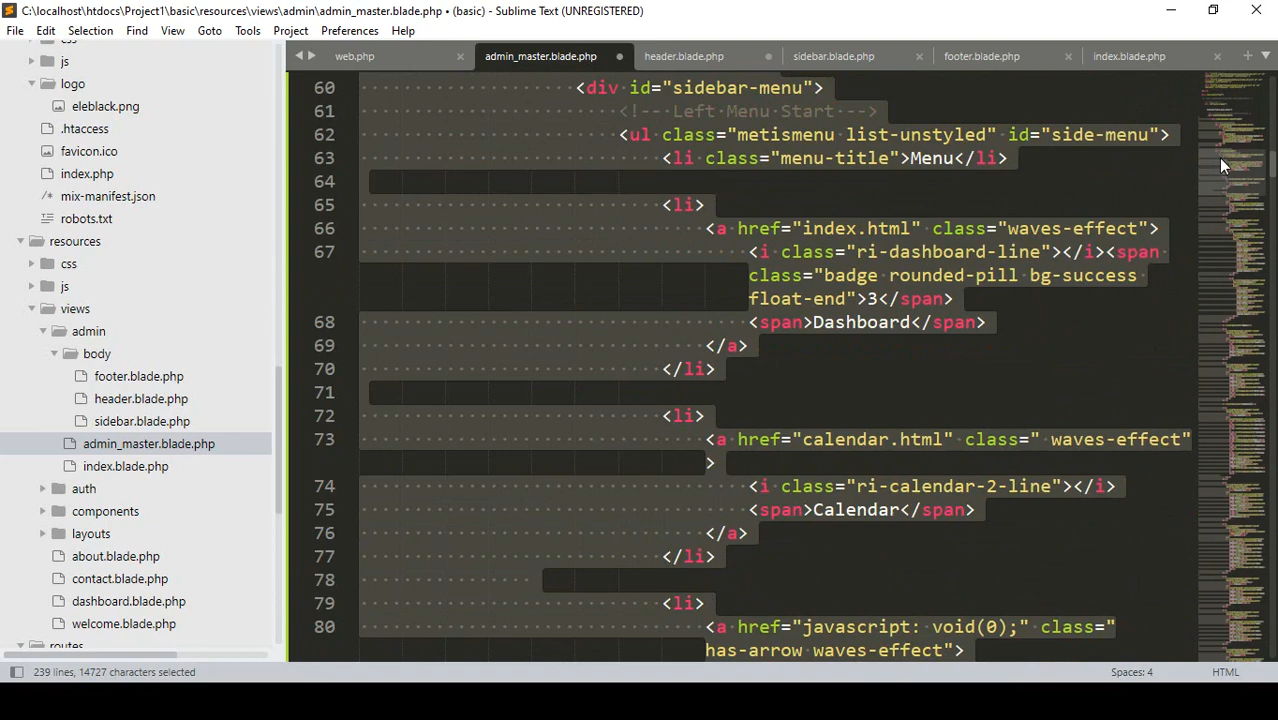 C:\localhost\htdocs\Project1\basic\resources\views\admin\admin_master.blade.php • (basic) - Sublime Text (UNREGISTERED)
File Edit Selection Find View Goto Tools Project Preferences Help
web.php admin_master.blade.php header.blade.php sidebar.blade.php footer.blade.php index.blade.php
js
logo
eleblack.png
.htaccess
favicon.ico
index.php
mix-manifest.json
robots.txt
resources
css
js
views
admin
body
footer.blade.php
header.blade.php
sidebar.blade.php
admin_master.blade.php
index.blade.php
auth
components
layouts
about.blade.php
contact.blade.php
dashboard.blade.php
welcome.blade.php
routes
60 <div id="sidebar-menu">
61 <!--- Left Menu Start -->
62 <ul class="metismenu list-unstyled" id="side-menu">
63 <li class="menu-title">Menu</li>
64
65 <li>
66 <a href="index.html" class="waves-effect">
67 <i class="ri-dashboard-line"></i><span
class="badge rounded-pill bg-success
float-end">3</span>
68 <span>Dashboard</span>
69 </a>
70 </li>
71
72 <li>
73 <a href="calendar.html" class=" waves-effect"
>
74 <i class="ri-calendar-2-line"></i>
75 <span>Calendar</span>
76 </a>
77 </li>
78
79 <li>
80 <a href="javascript: void(0);" class="
has-arrow waves-effect">
239 lines, 14727 characters selected
Spaces: 4 HTML